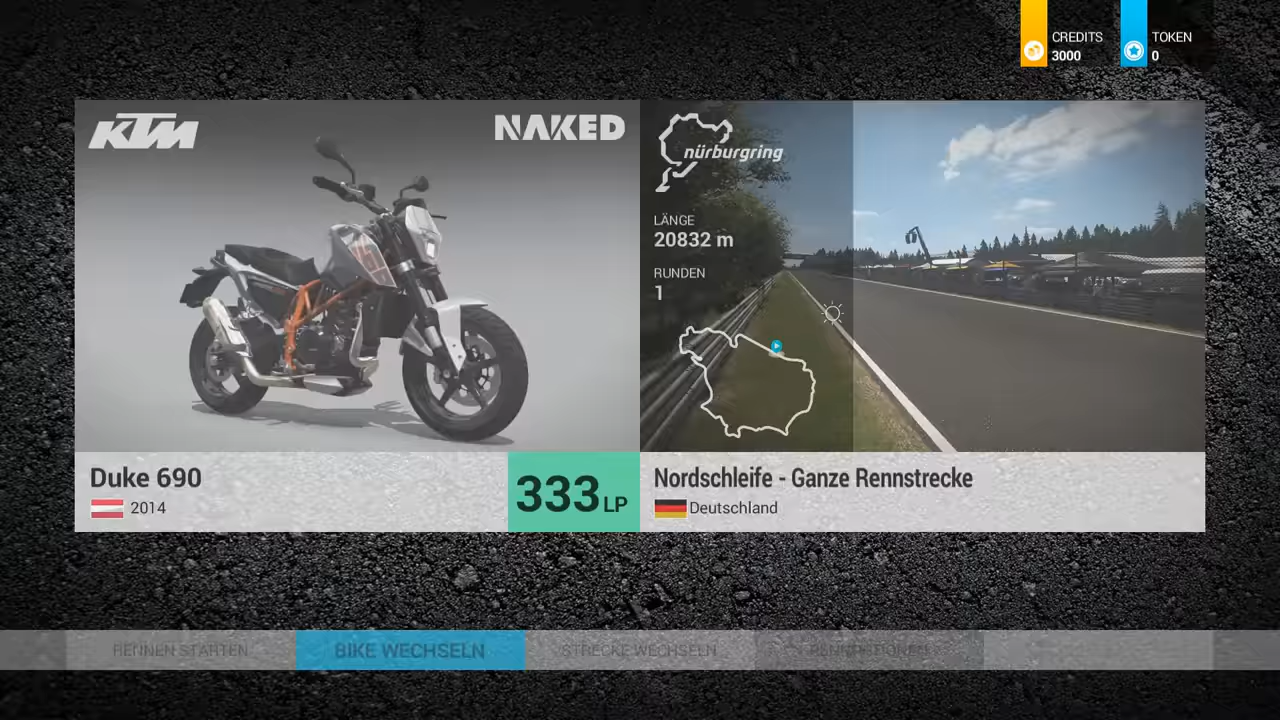 CREDITS
3000
TOKEN
0
KTM
NAKED
nürburgring
LÄNGE
20832 m
RUNDEN
1
Duke 690
2014
333 LP
Nordschleife - Ganze Rennstrecke
Deutschland
RENNEN STARTEN
BIKE WECHSELN
STRECKE WECHSELN